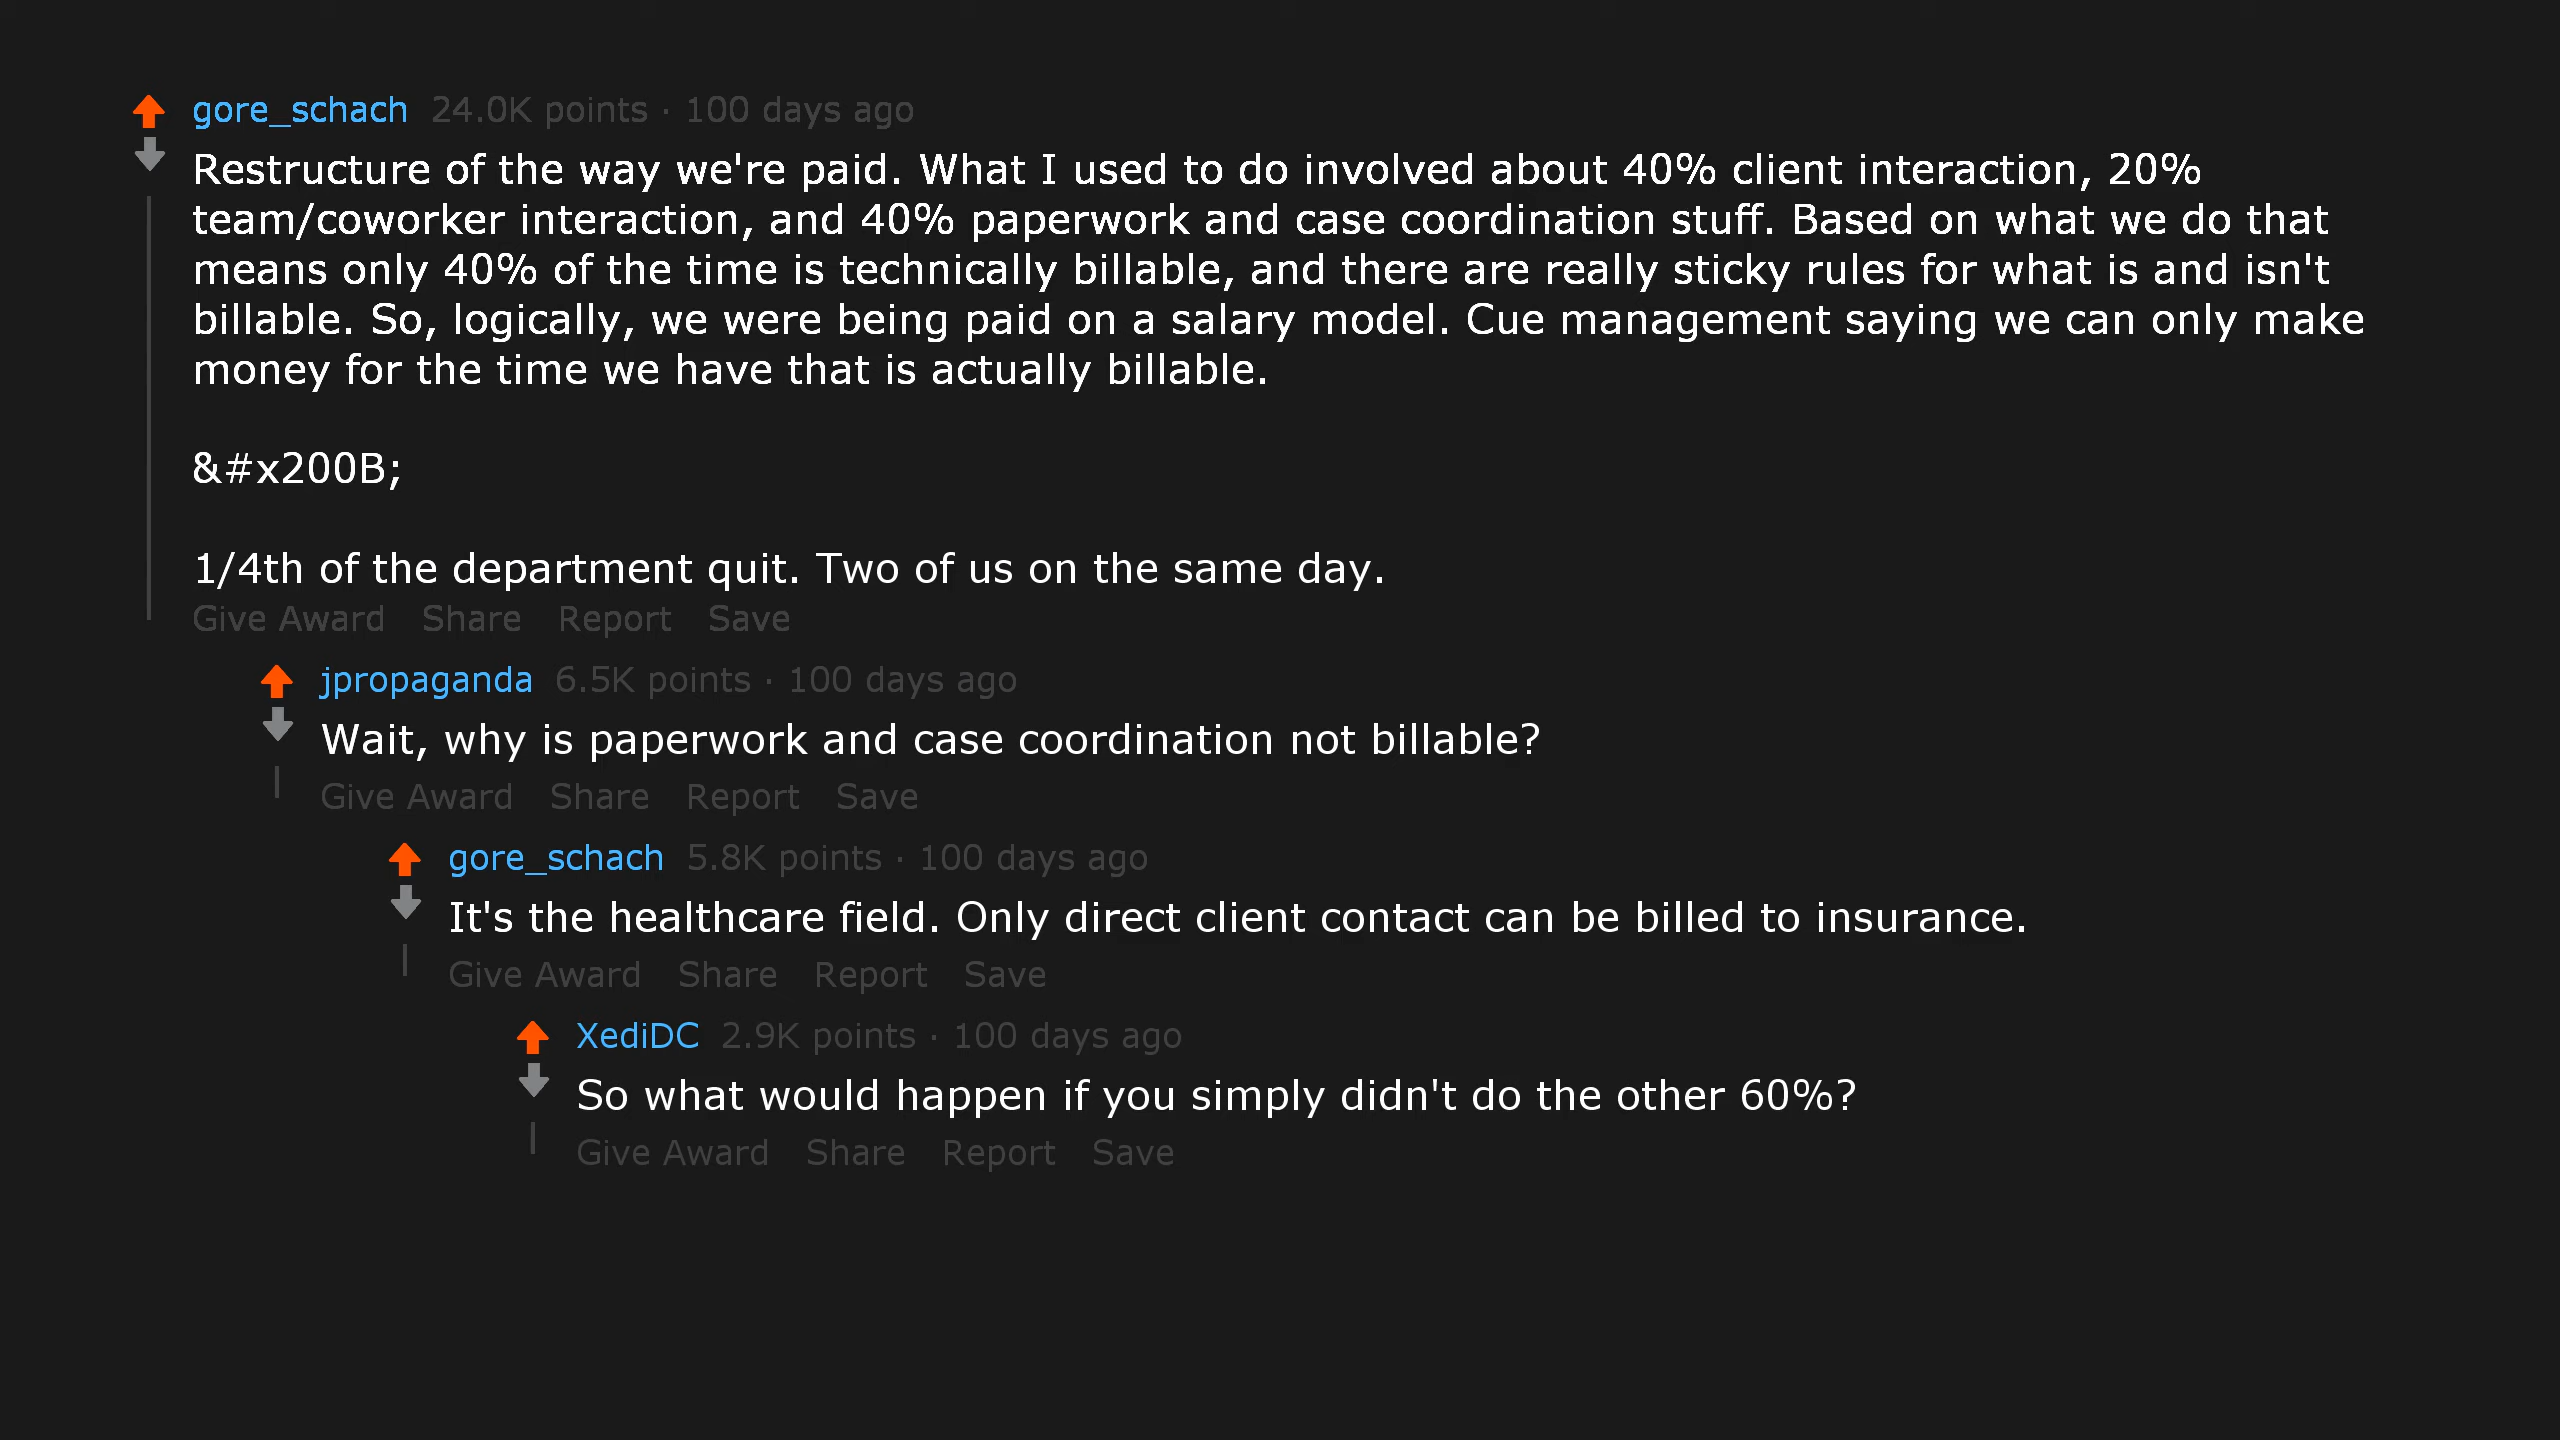 gore_schach 24.0K points · 100 days ago
Restructure of the way we're paid. What I used to do involved about 40% client interaction, 20%
team/coworker interaction, and 40% paperwork and case coordination stuff. Based on what we do that
means only 40% of the time is technically billable, and there are really sticky rules for what is and isn't
billable. So, logically, we were being paid on a salary model. Cue management saying we can only make
money for the time we have that is actually billable.
&#x200B;
1/4th of the department quit. Two of us on the same day.
Give Award Share Report Save
jpropaganda 6.5K points · 100 days ago
Wait, why is paperwork and case coordination not billable?
Give Award Share Report Save
gore_schach 5.8K points · 100 days ago
It's the healthcare field. Only direct client contact can be billed to insurance.
Give Award Share Report Save
XediDC 2.9K points · 100 days ago
So what would happen if you simply didn't do the other 60%?
Give Award Share Report Save